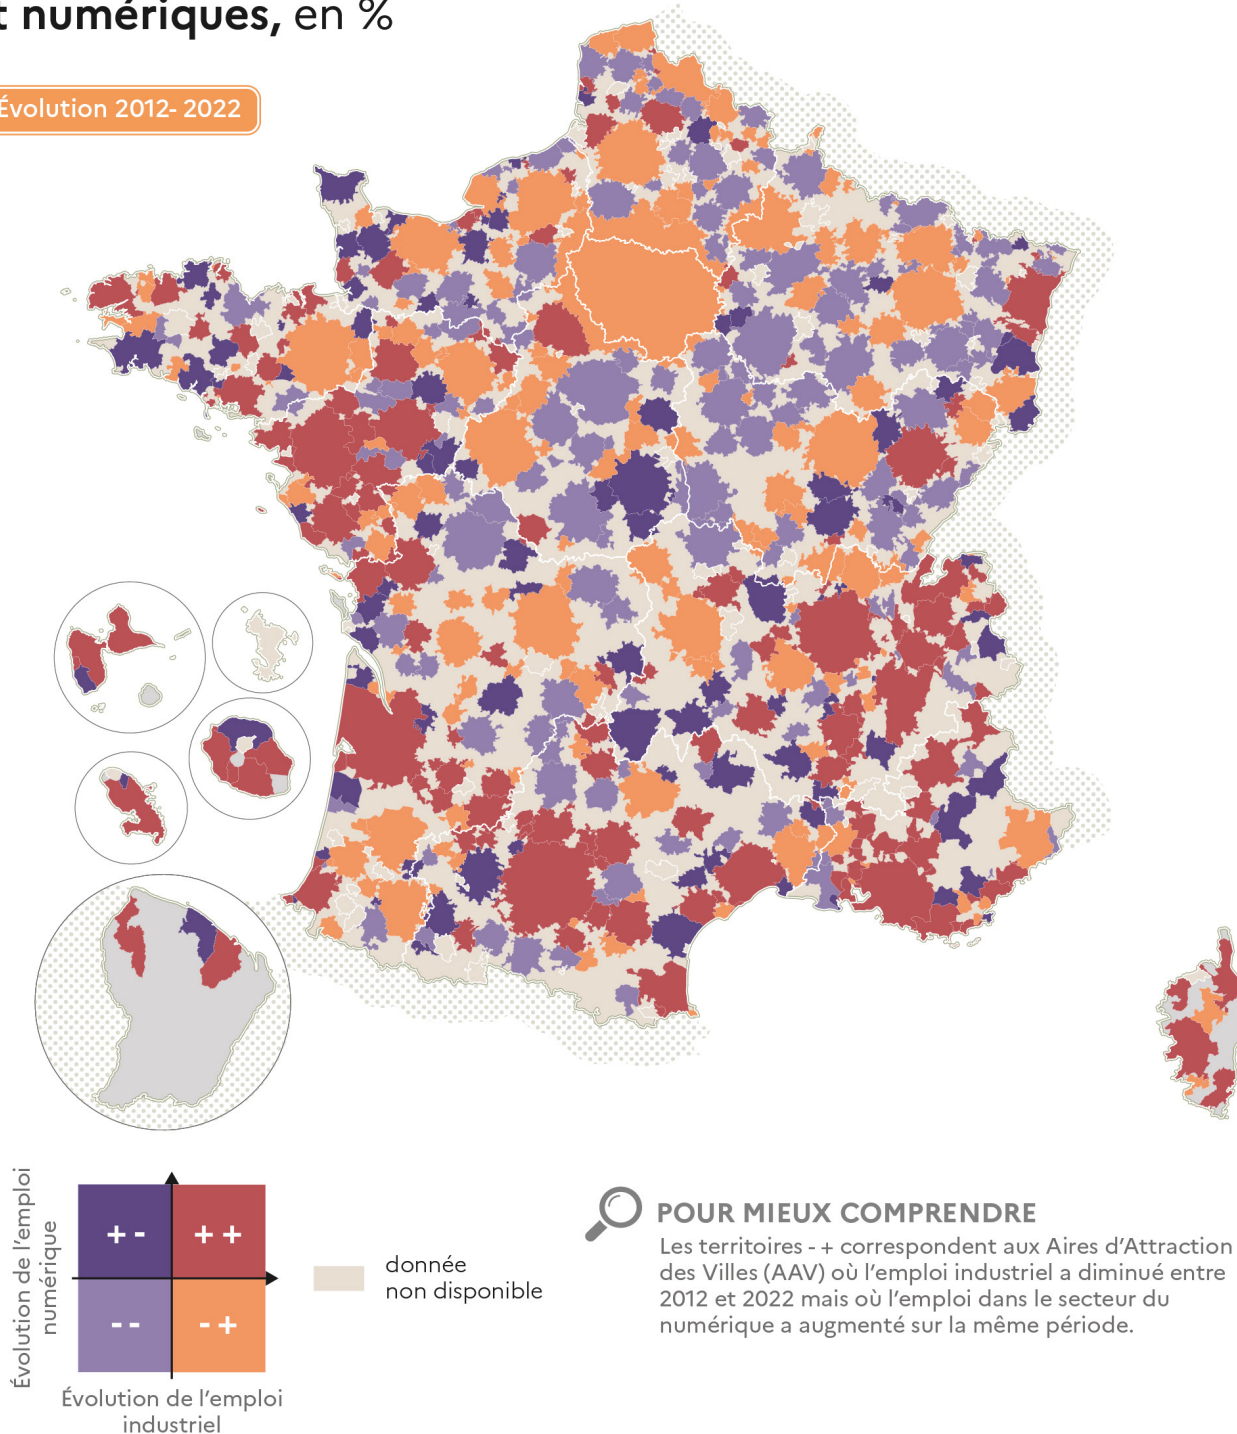 t numériques, en %
Évolution 2012- 2022
Évolution de l'emploi
numérique
+ -
+ +
- -
- +
Évolution de l'emploi
industriel
donnée
non disponible
POUR MIEUX COMPRENDRE
Les territoires - + correspondent aux Aires d'Attraction
des Villes (AAV) où l'emploi industriel a diminué entre
2012 et 2022 mais où l'emploi dans le secteur du
numérique a augmenté sur la même période.